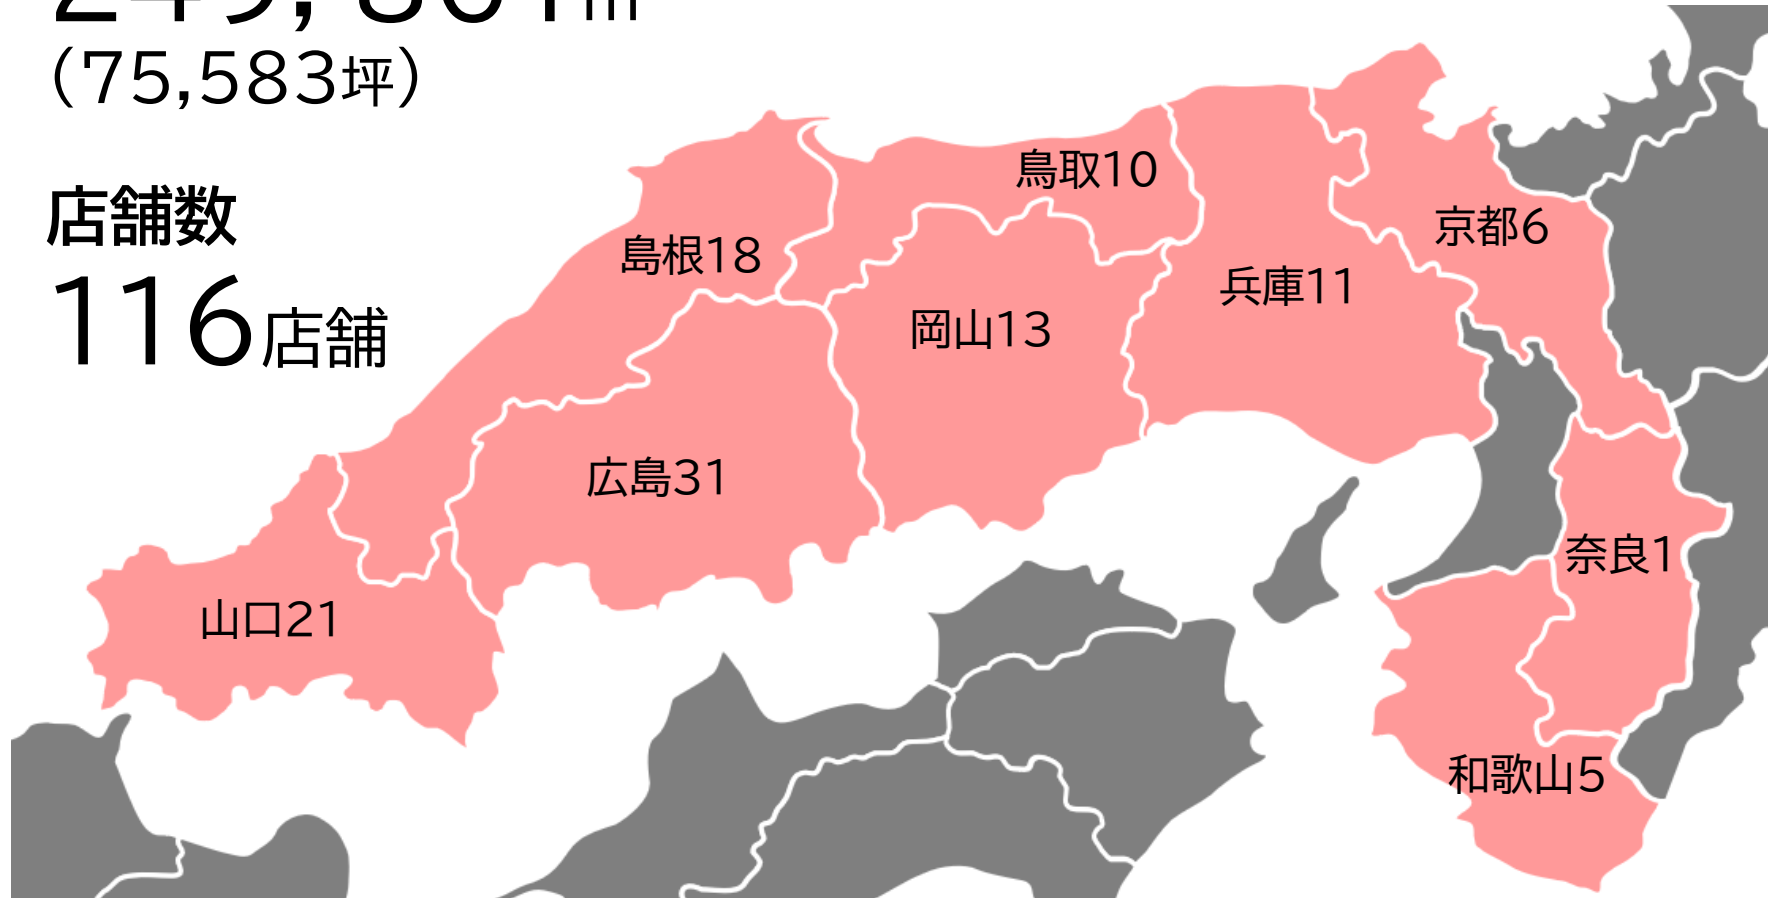 （75,583坪）
店舗数
116店舗
鳥取10
京都6
島根18
兵庫11
岡山13
広島31
奈良1
山口21
和歌山5